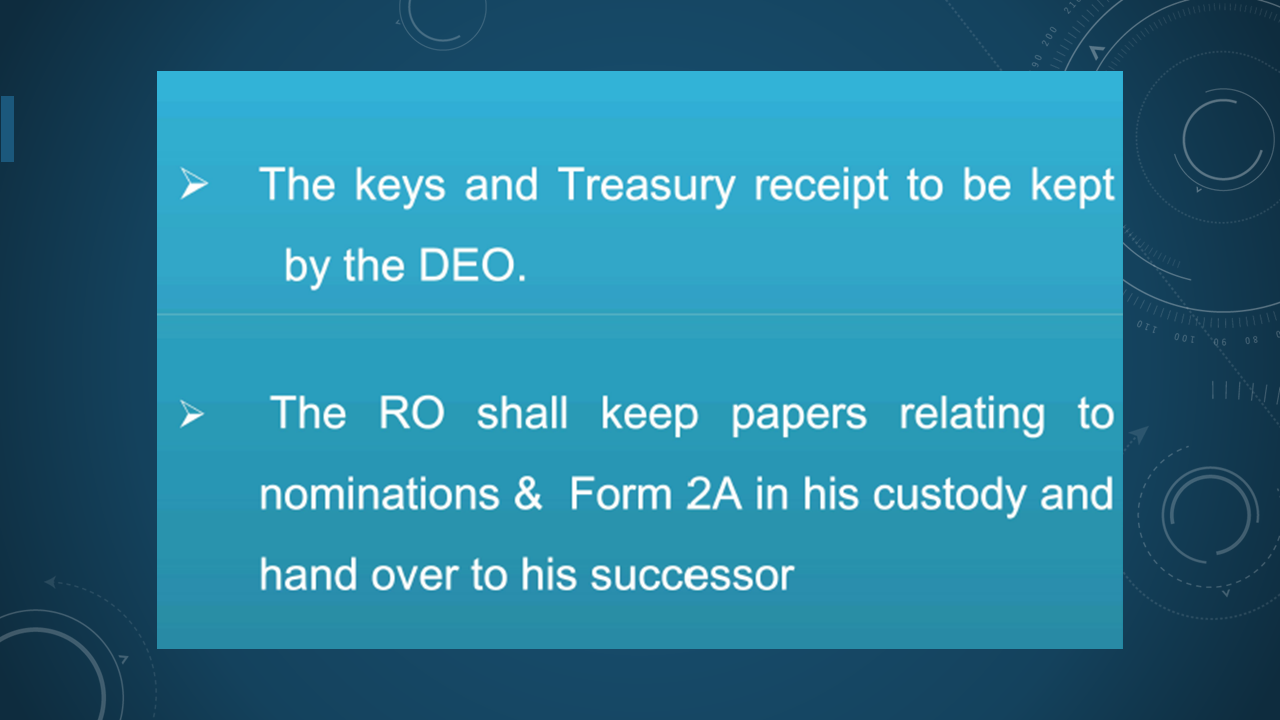 ➢ The keys and Treasury receipt to be kept
by the DEO.
➢ The RO shall keep papers relating to
nominations & Form 2A in his custody and
hand over to his successor